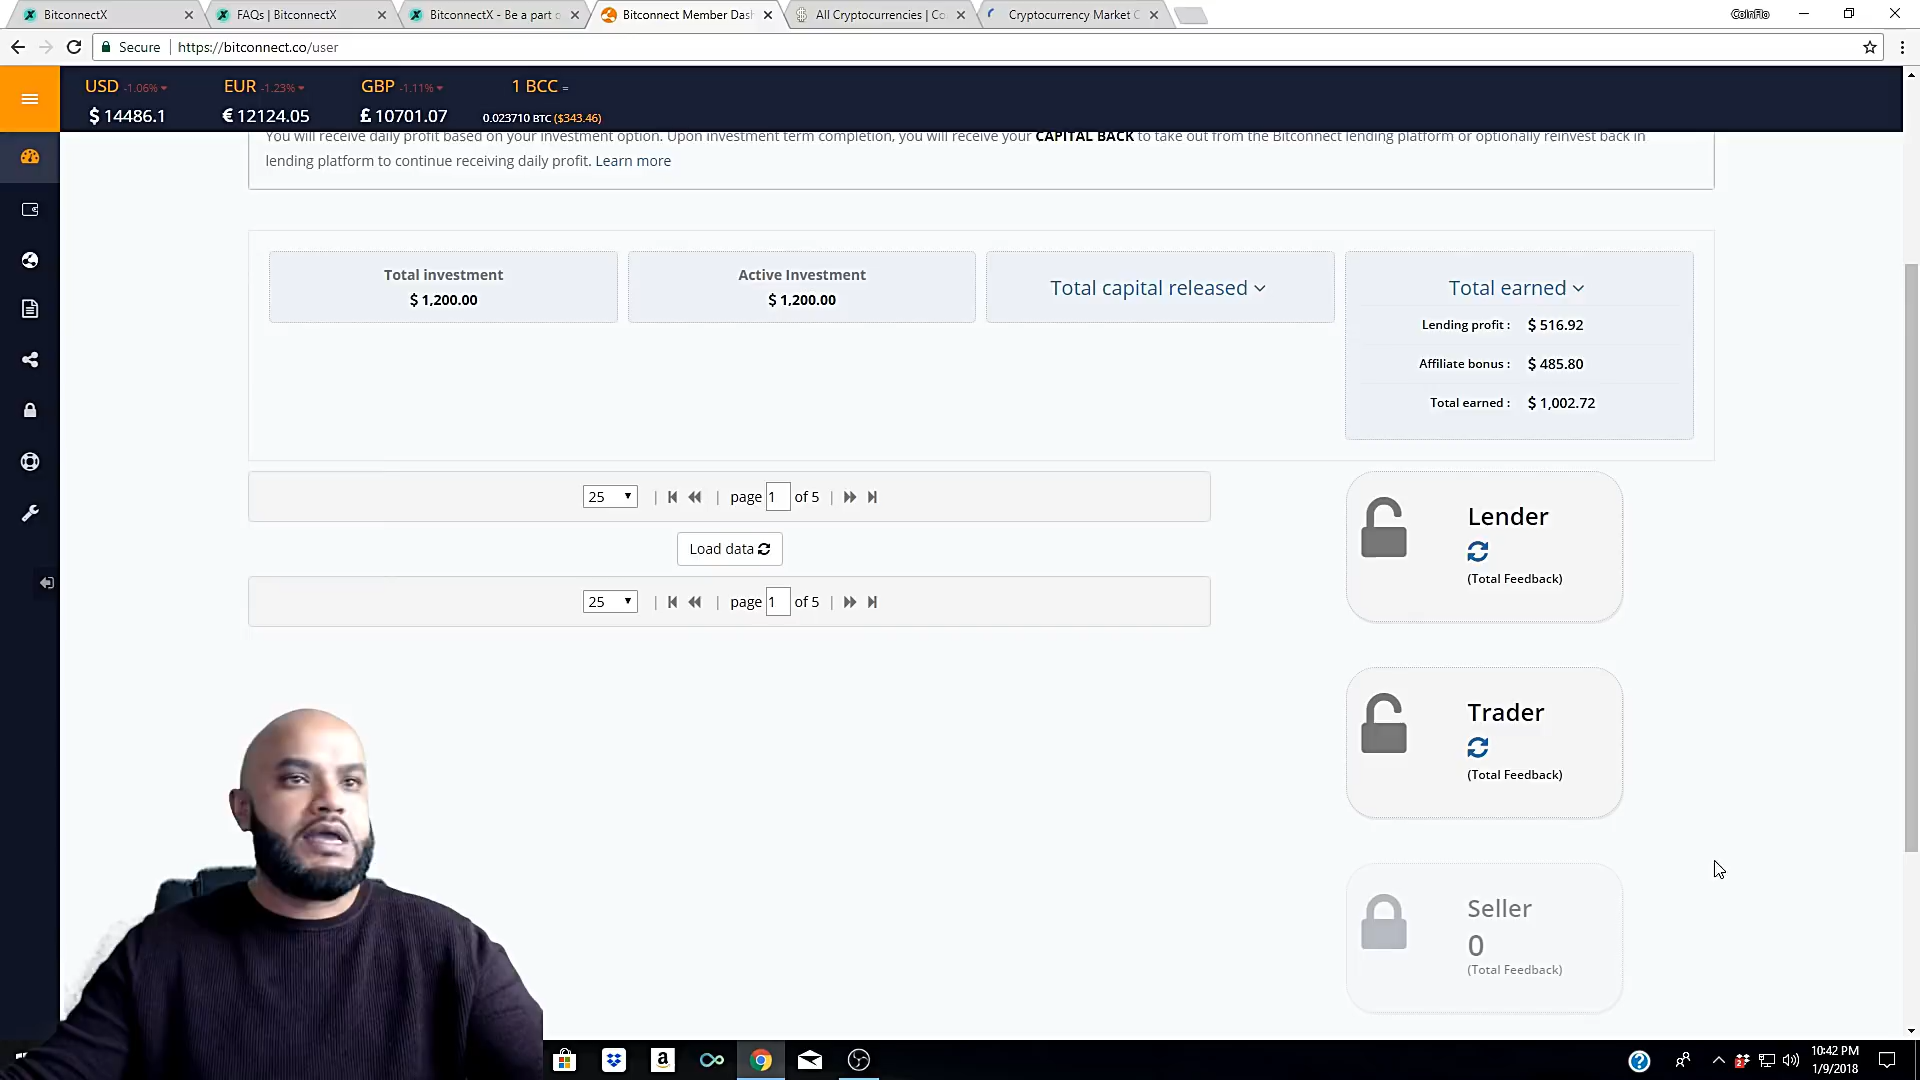 BitconnectX
FAQs | BitconnectX
BitconnectX - Be a part o
Bitconnect Member Das
All Cryptocurrencies | Co
Cryptocurrency Market C
CoinFlo
Secure
https://bitconnect.co/user
USD -1.06%
EUR -1.23%
GBP -1.11%
1 BCC =
$ 14486.1
€ 12124.05
£ 10701.07
0.023710 BTC ($343.46)
You will receive daily profit based on your investment option. Upon investment term completion, you will receive your CAPITAL BACK to take out from the Bitconnect lending platform or optionally reinvest back in
lending platform to continue receiving daily profit. Learn more
Total investment
$ 1,200.00
Active Investment
$ 1,200.00
Total capital released
Total earned
Lending profit : $ 516.92
Affiliate bonus : $ 485.80
Total earned : $ 1,002.72
25 | | page 1 of 5 |
Load data
25 | | page 1 of 5 |
Lender
(Total Feedback)
Trader
(Total Feedback)
Seller
0
(Total Feedback)
10:42 PM
1/9/2018